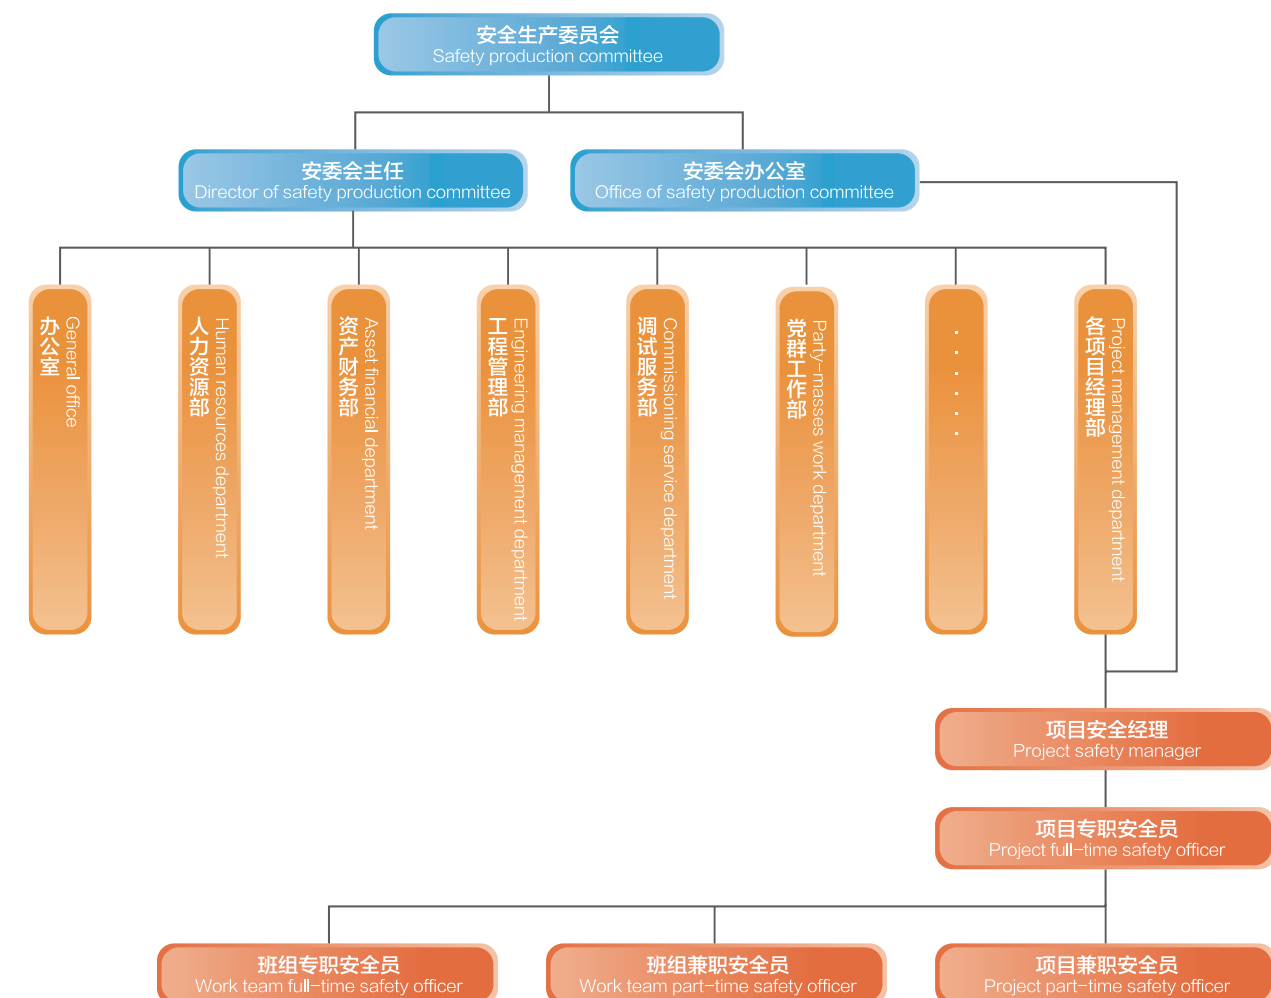 安全生产委员会
Safety production committee
安委会主任
Director of safety production committee
安委会办公室
Office of safety production committee
办公室
General office
人力资源部
Human resources department
资产财务部
Asset financial department
工程管理部
Engineering management department
调试服务部
Commissioning service department
党群工作部
Party-masses work department
······
各项目经理部
Project management department
项目安全经理
Project safety manager
项目专职安全员
Project full-time safety officer
班组专职安全员
Work team full-time safety officer
班组兼职安全员
Work team part-time safety officer
项目兼职安全员
Project part-time safety officer